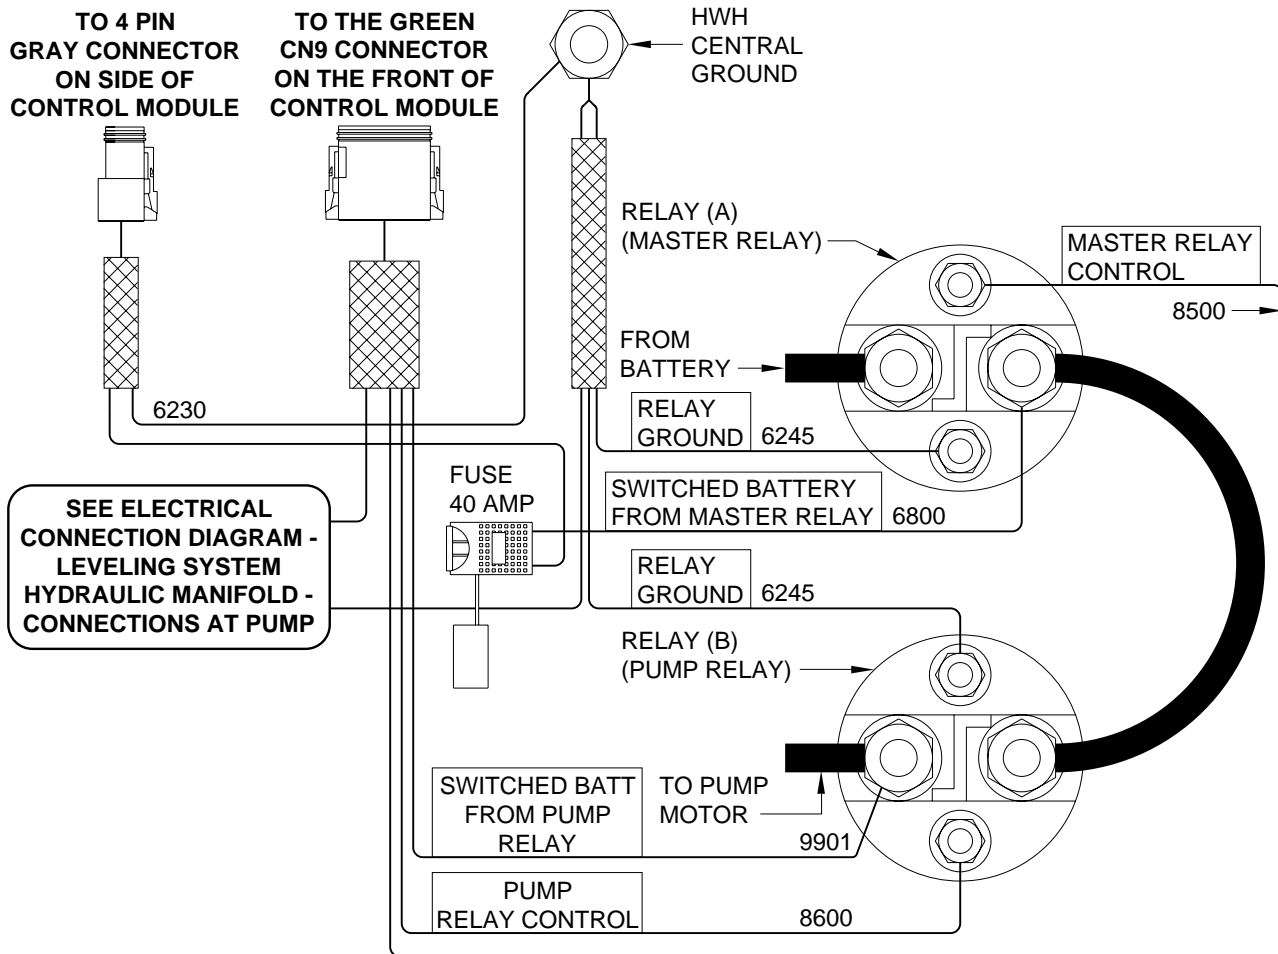 TO 4 PIN
GRAY CONNECTOR
ON SIDE OF
CONTROL MODULE
TO THE GREEN
CN9 CONNECTOR
ON THE FRONT OF
CONTROL MODULE
HWH
CENTRAL
GROUND
RELAY (A)
(MASTER RELAY)
MASTER RELAY
CONTROL
8500
FROM
BATTERY
6230
RELAY
GROUND
6245
FUSE
40 AMP
SWITCHED BATTERY
FROM MASTER RELAY
6800
SEE ELECTRICAL
CONNECTION DIAGRAM -
LEVELING SYSTEM
HYDRAULIC MANIFOLD -
CONNECTIONS AT PUMP
RELAY
GROUND
6245
RELAY (B)
(PUMP RELAY)
SWITCHED BATT
FROM PUMP
RELAY
TO PUMP
MOTOR
9901
PUMP
RELAY CONTROL
8600